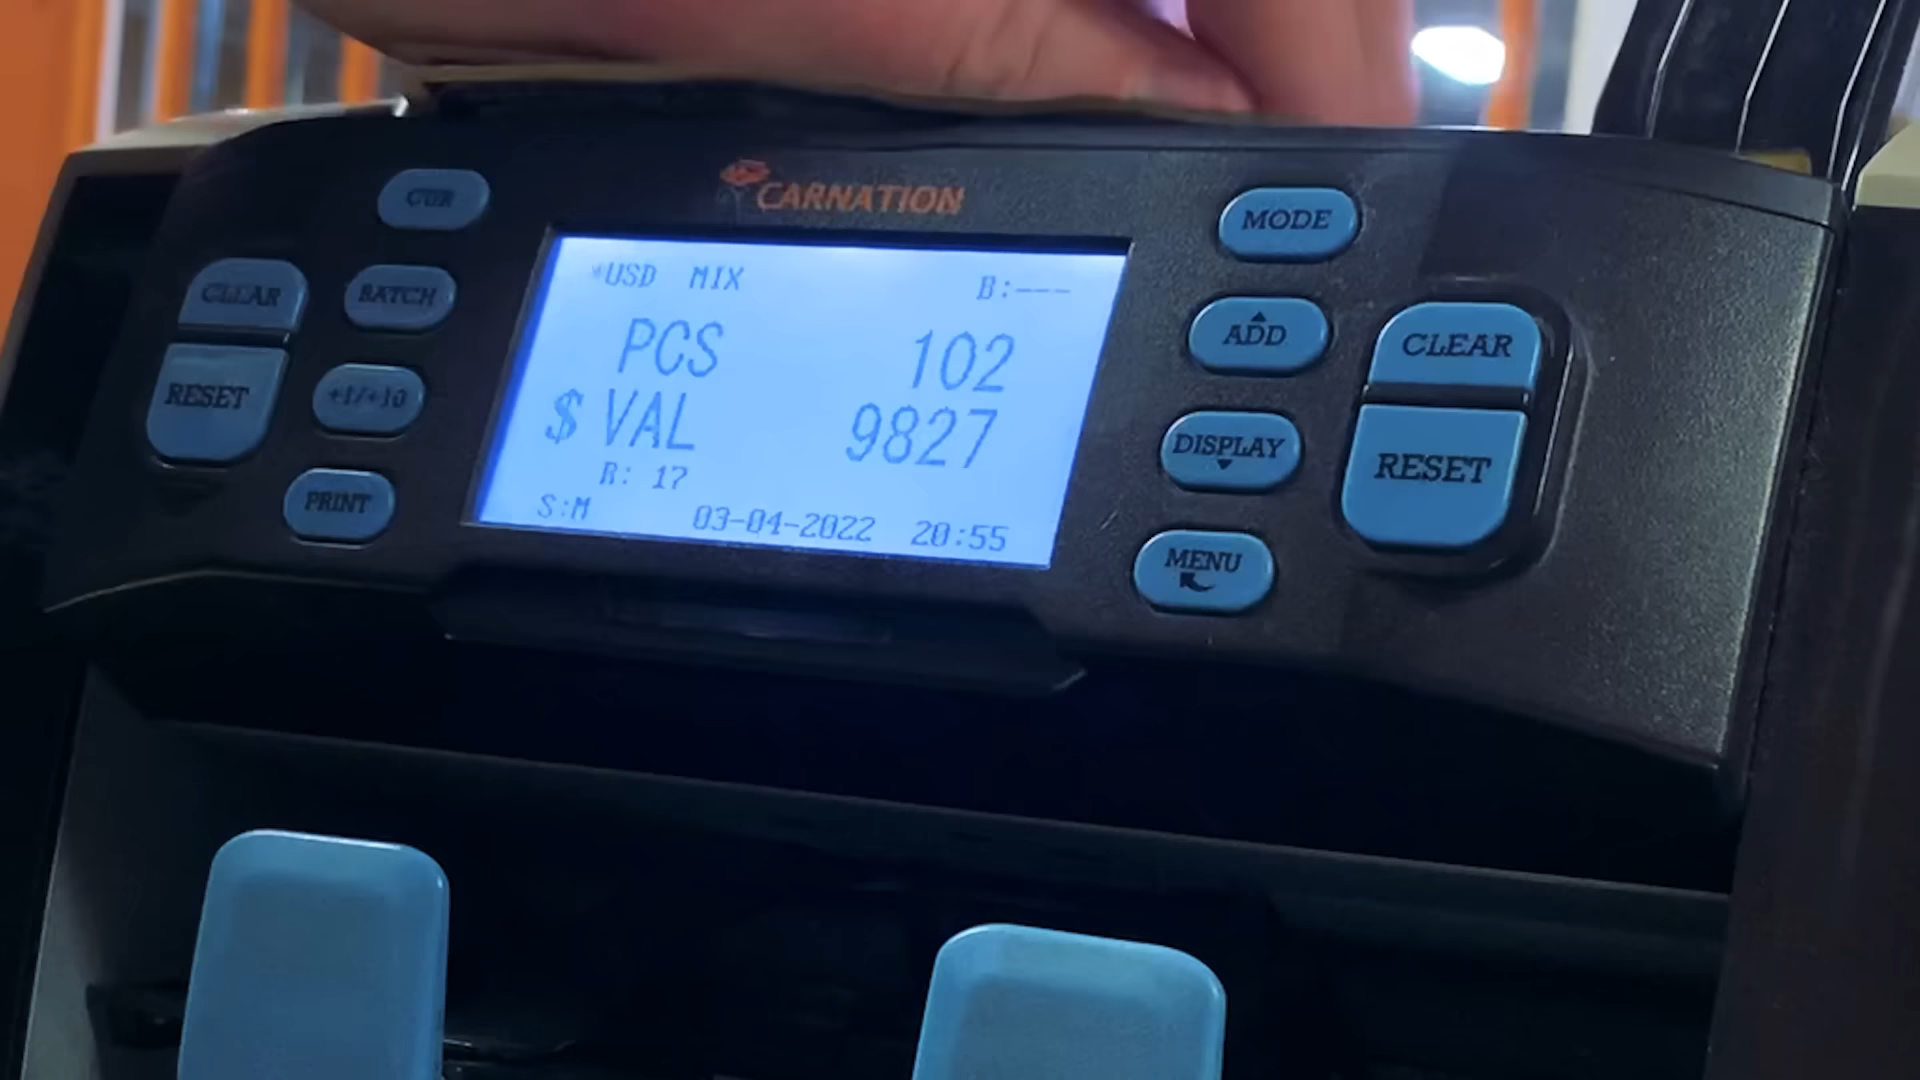 CARNATION
CUR
CLEAR
BATCH
RESET
+1/+10
PRINT
*USD MIX B:---
PCS 102
$ VAL 9827
R: 17
S:M 03-04-2022 20:55
MODE
ADD
DISPLAY
MENU
CLEAR
RESET